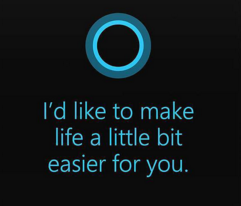 I'd like to make
life a little bit
easier for you.